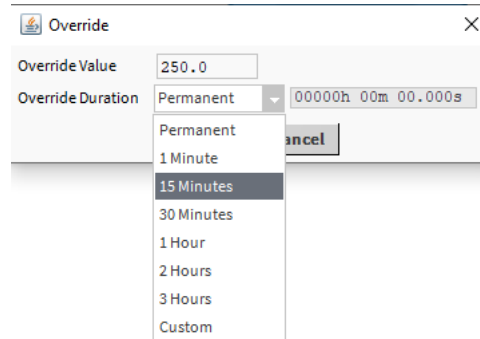 Override
Override Value 250.0
Override Duration Permanent 00000h 00m 00.000s
Permanent
ancel
1 Minute
15 Minutes
30 Minutes
1 Hour
2 Hours
3 Hours
Custom